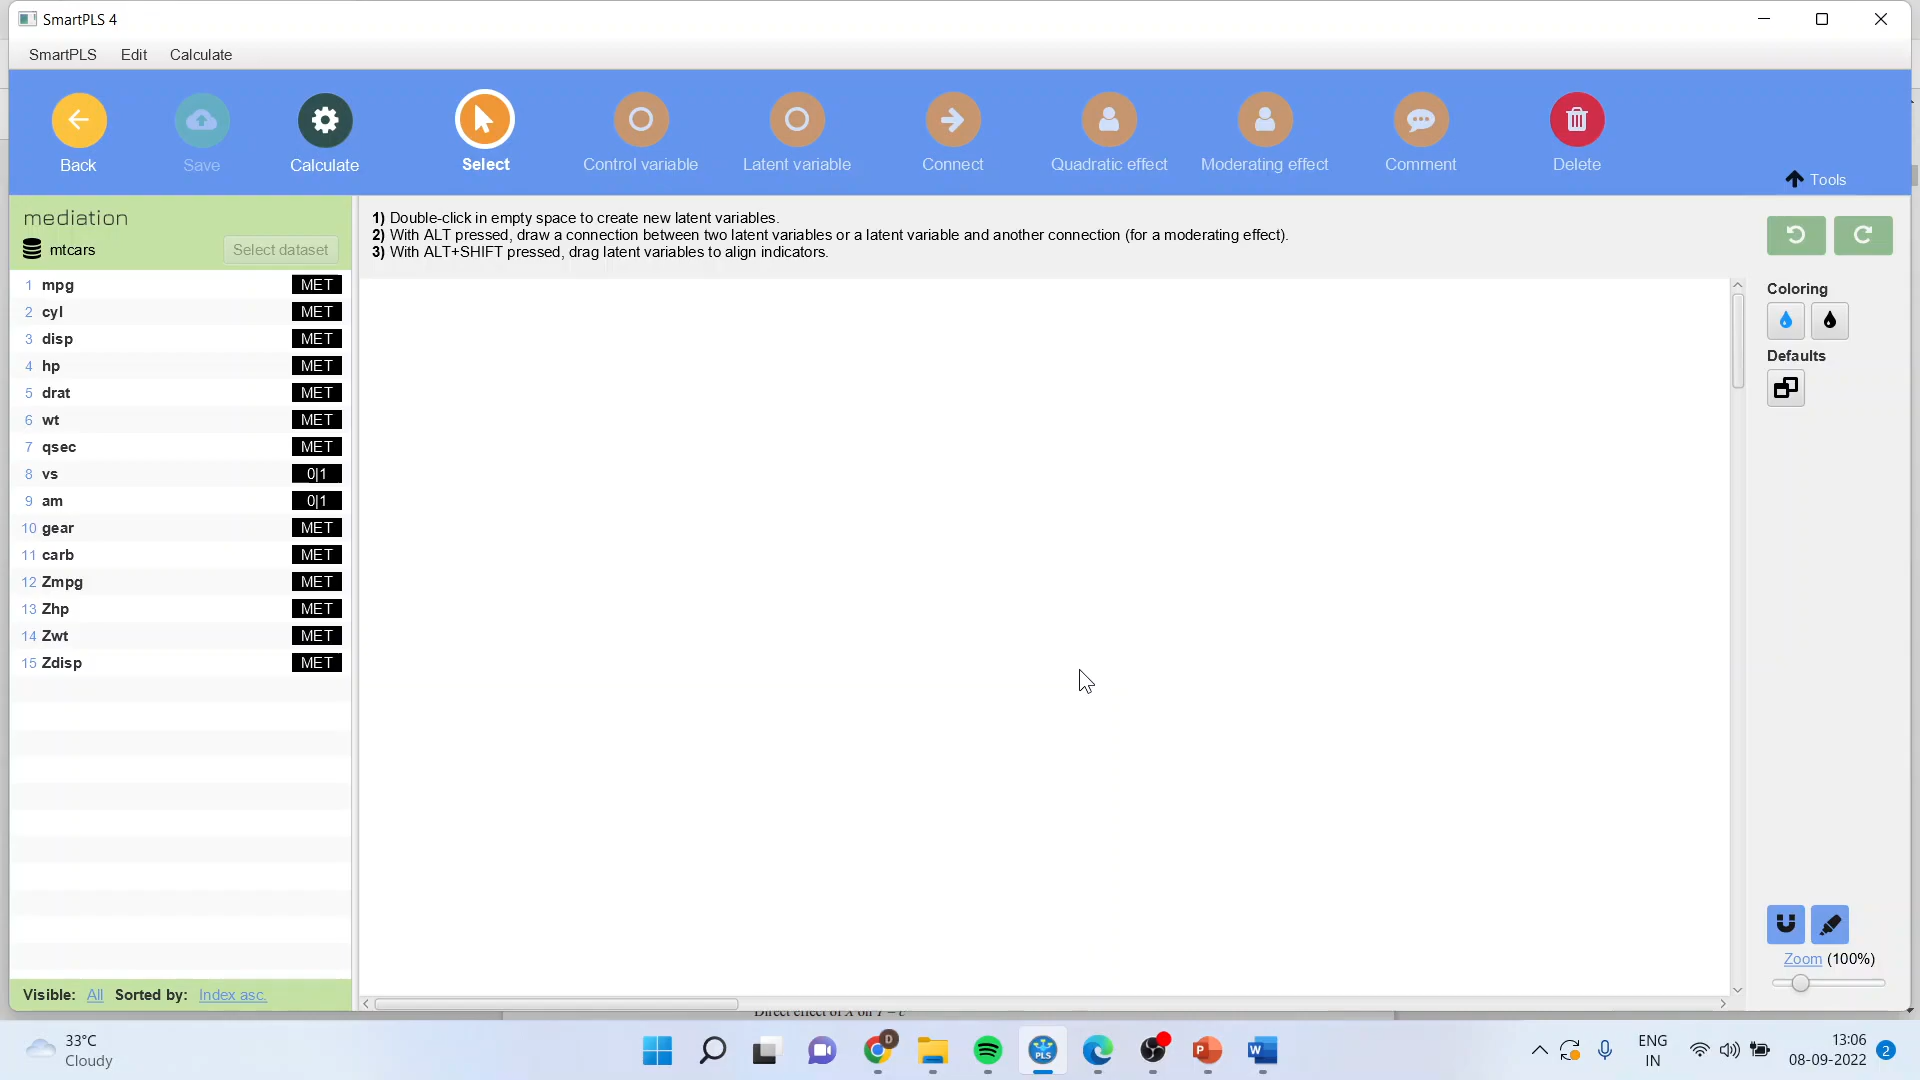 SmartPLS 4
SmartPLS Edit Calculate
Back Save Calculate Select Control variable Latent variable Connect Quadratic effect Moderating effect Comment Delete
Tools
mediation
mtcars Select dataset
1) Double-click in empty space to create new latent variables.
2) With ALT pressed, draw a connection between two latent variables or a latent variable and another connection (for a moderating effect).
3) With ALT+SHIFT pressed, drag latent variables to align indicators.
1 mpg MET
2 cyl MET
3 disp MET
4 hp MET
5 drat MET
6 wt MET
7 qsec MET
8 vs 0|1
9 am 0|1
10 gear MET
11 carb MET
12 Zmpg MET
13 Zhp MET
14 Zwt MET
15 Zdisp MET
Coloring
Defaults
Zoom (100%)
Visible: All Sorted by: Index asc.
33°C
Cloudy
D
PLS
P
W
ENG
IN
13:06
08-09-2022
2